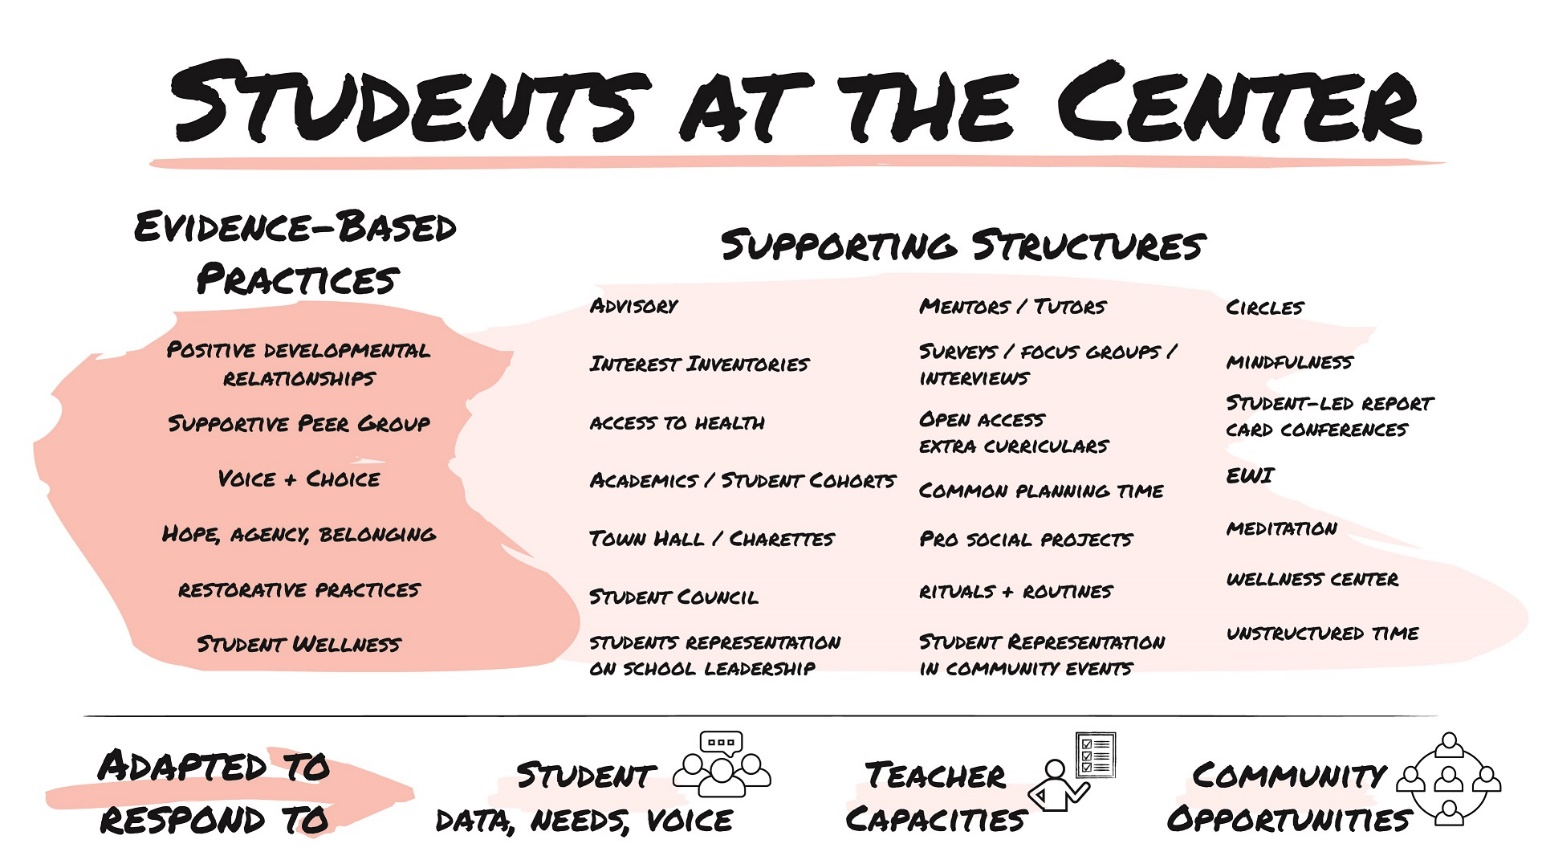 Students at the Center
Evidence-Based
Practices
Positive developmental
relationships
Supportive Peer Group
Voice + Choice
Hope, agency, belonging
restorative practices
Student Wellness
Supporting Structures
Advisory
Interest Inventories
access to health
Academics / Student Cohorts
Town Hall / Charettes
Student Council
students representation
on school leadership
Mentors / Tutors
Surveys / focus groups /
interviews
Open access
extra curriculars
Common planning time
Pro social projects
rituals + routines
Student Representation
in community events
Circles
mindfulness
Student-led report
card conferences
EWI
meditation
wellness center
unstructured time
Adapted to
respond to
Student
data, needs, voice
Teacher
Capacities
Community
Opportunities